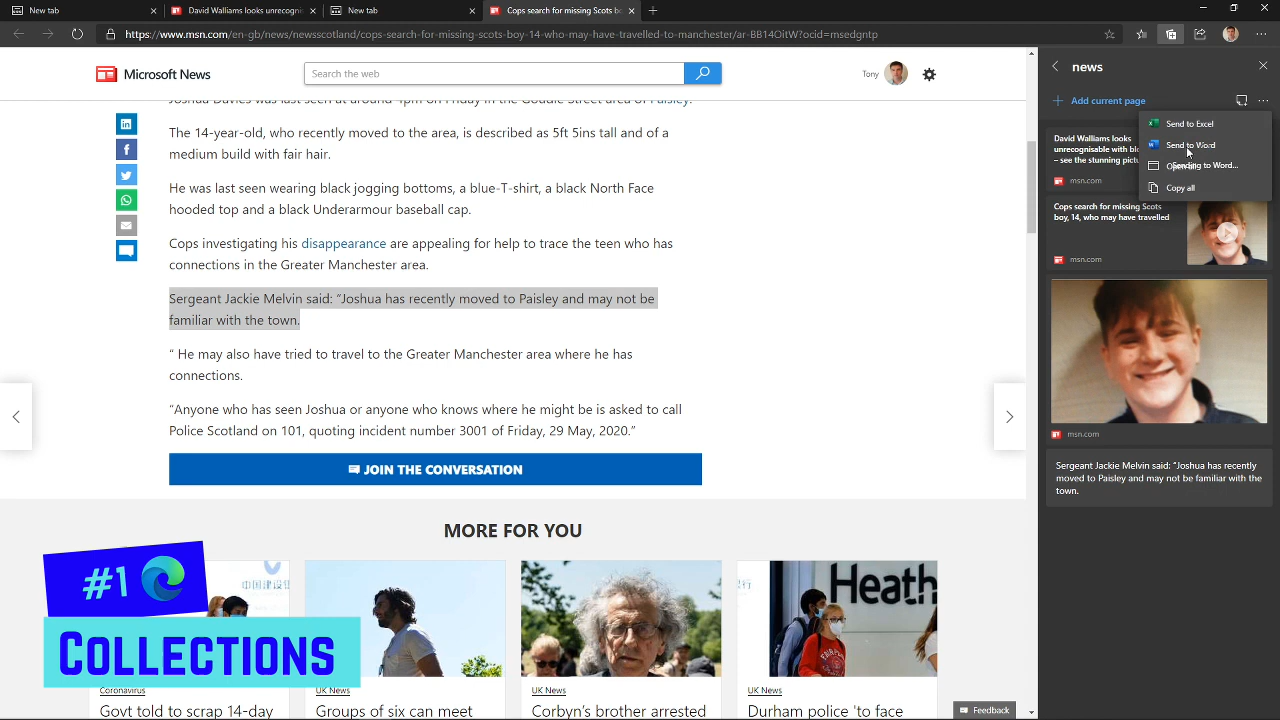 New tab
David Walliams looks unrecogni
New tab
Cops search for missing Scots bo
https://www.msn.com/en-gb/news/newsscotland/cops-search-for-missing-scots-boy-14-who-may-have-travelled-to-manchester/ar-BB14OitW?ocid=msedgntp
Microsoft News
Search the web
Tony
Joshua Davies was last seen at around 4pm on Friday in the Goudie Street area of Paisley.
The 14-year-old, who recently moved to the area, is described as 5ft 5ins tall and of a
medium build with fair hair.
He was last seen wearing black jogging bottoms, a blue-T-shirt, a black North Face
hooded top and a black Underarmour baseball cap.
Cops investigating his disappearance are appealing for help to trace the teen who has
connections in the Greater Manchester area.
Sergeant Jackie Melvin said: “Joshua has recently moved to Paisley and may not be
familiar with the town.
“ He may also have tried to travel to the Greater Manchester area where he has
connections.
“Anyone who has seen Joshua or anyone who knows where he might be is asked to call
Police Scotland on 101, quoting incident number 3001 of Friday, 29 May, 2020.”
JOIN THE CONVERSATION
MORE FOR YOU
Heath
Coronavirus
Govt told to scrap 14-day
UK News
Groups of six can meet
UK News
Corbyn's brother arrested
UK News
Durham police 'to face
Feedback
#1
COLLECTIONS
news
Add current page
Send to Excel
Send to Word
Sending to Word...
Copy all
David Walliams looks
unrecognisable with blo
– see the stunning pictu
msn.com
Cops search for missing Scots
boy, 14, who may have travelled
msn.com
msn.com
Sergeant Jackie Melvin said: “Joshua has recently
moved to Paisley and may not be familiar with the
town.